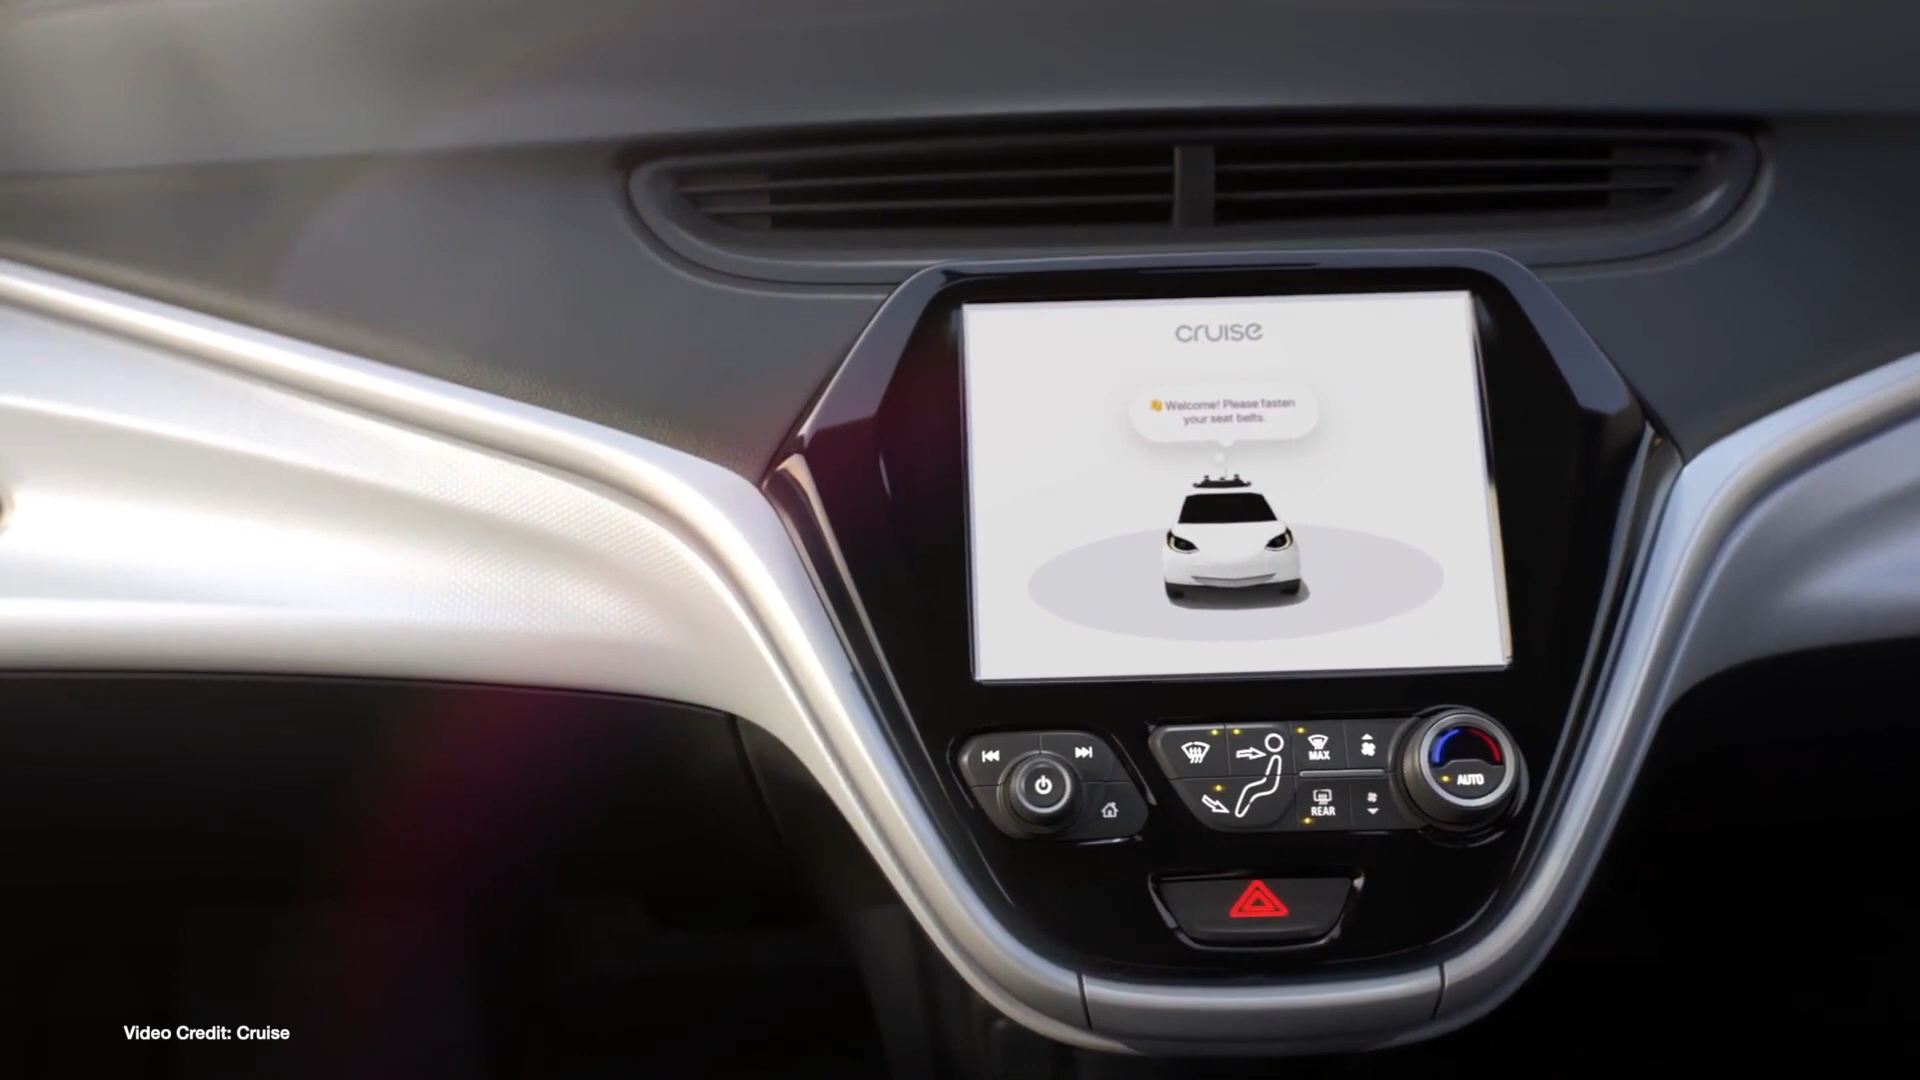 cruise
👋 Welcome! Please fasten
your seat belts.
MAX
AUTO
REAR
Video Credit: Cruise